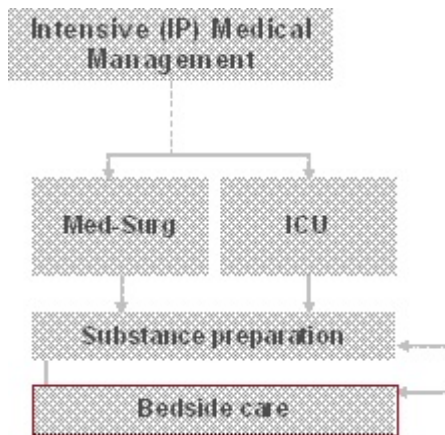 Intensive (IP) Medical
Management
Med-Surg
ICU
Substance preparation
Bedside care